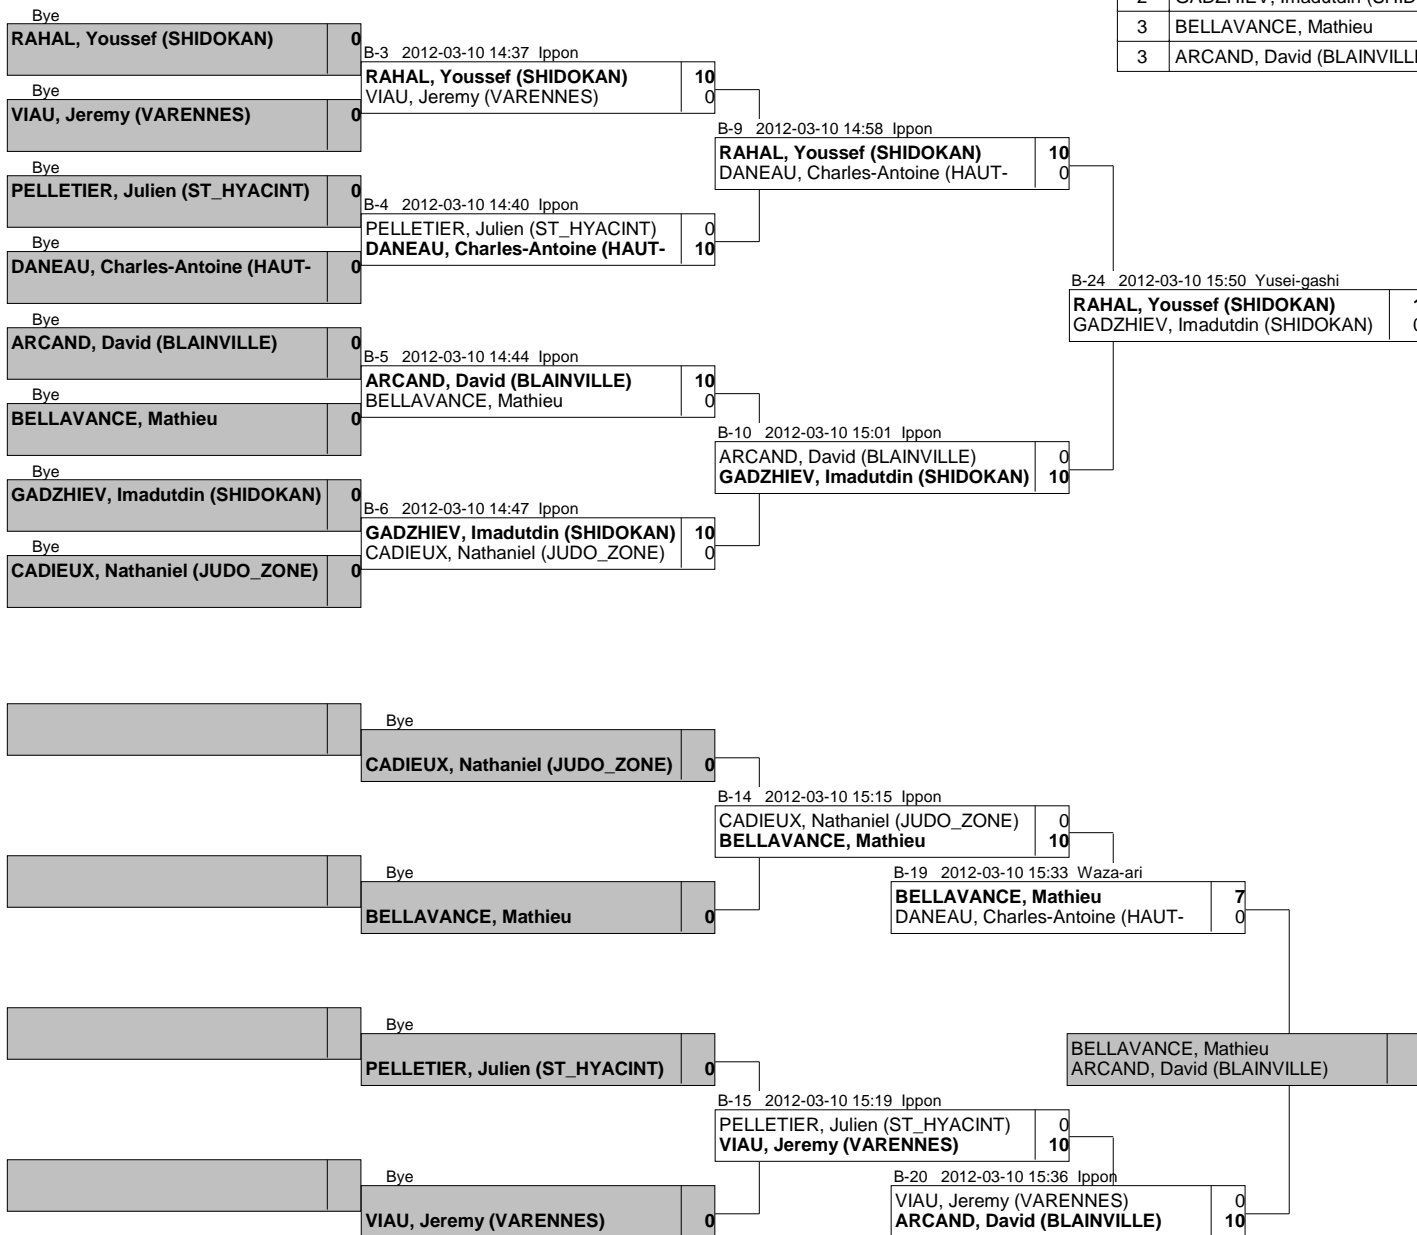 2 GADZHIEV, Imadutdin (SHID
3 BELLAVANCE, Mathieu
3 ARCAND, David (BLAINVILL
Bye
RAHAL, Youssef (SHIDOKAN) 0
Bye
VIAU, Jeremy (VARENNES) 0
Bye
PELLETIER, Julien (ST_HYACINT) 0
Bye
DANEAU, Charles-Antoine (HAUT- 0
Bye
ARCAND, David (BLAINVILLE) 0
Bye
BELLAVANCE, Mathieu 0
Bye
GADZHIEV, Imadutdin (SHIDOKAN) 0
Bye
CADIEUX, Nathaniel (JUDO_ZONE) 0
B-3 2012-03-10 14:37 Ippon
RAHAL, Youssef (SHIDOKAN) 10
VIAU, Jeremy (VARENNES) 0
B-4 2012-03-10 14:40 Ippon
PELLETIER, Julien (ST_HYACINT) 0
DANEAU, Charles-Antoine (HAUT- 10
B-5 2012-03-10 14:44 Ippon
ARCAND, David (BLAINVILLE) 10
BELLAVANCE, Mathieu 0
B-6 2012-03-10 14:47 Ippon
GADZHIEV, Imadutdin (SHIDOKAN) 10
CADIEUX, Nathaniel (JUDO_ZONE) 0
B-9 2012-03-10 14:58 Ippon
RAHAL, Youssef (SHIDOKAN) 10
DANEAU, Charles-Antoine (HAUT- 0
B-10 2012-03-10 15:01 Ippon
ARCAND, David (BLAINVILLE) 0
GADZHIEV, Imadutdin (SHIDOKAN) 10
B-24 2012-03-10 15:50 Yusei-gashi
RAHAL, Youssef (SHIDOKAN)
GADZHIEV, Imadutdin (SHIDOKAN)
Bye
CADIEUX, Nathaniel (JUDO_ZONE) 0
Bye
BELLAVANCE, Mathieu 0
Bye
PELLETIER, Julien (ST_HYACINT) 0
Bye
VIAU, Jeremy (VARENNES) 0
B-14 2012-03-10 15:15 Ippon
CADIEUX, Nathaniel (JUDO_ZONE) 0
BELLAVANCE, Mathieu 10
B-15 2012-03-10 15:19 Ippon
PELLETIER, Julien (ST_HYACINT) 0
VIAU, Jeremy (VARENNES) 10
B-19 2012-03-10 15:33 Waza-ari
BELLAVANCE, Mathieu 7
DANEAU, Charles-Antoine (HAUT- 0
B-20 2012-03-10 15:36 Ippon
VIAU, Jeremy (VARENNES) 0
ARCAND, David (BLAINVILLE) 10
BELLAVANCE, Mathieu
ARCAND, David (BLAINVILLE)